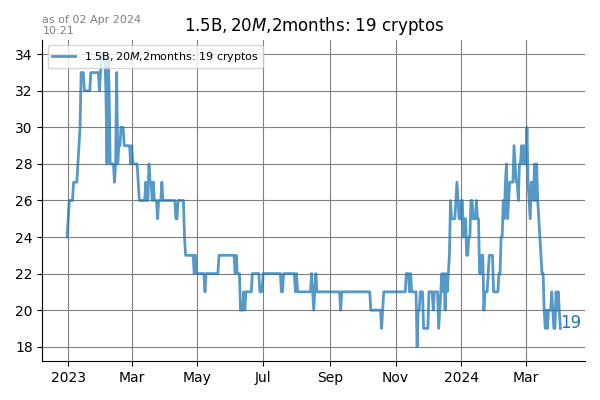 as of 02 Apr 2024
10:21
1.5B, 20M,2months: 19 cryptos
1.5B, 20M,2months: 19 cryptos
34
32
30
28
26
24
22
20
18
19
2023
Mar
May
Jul
Sep
Nov
2024
Mar